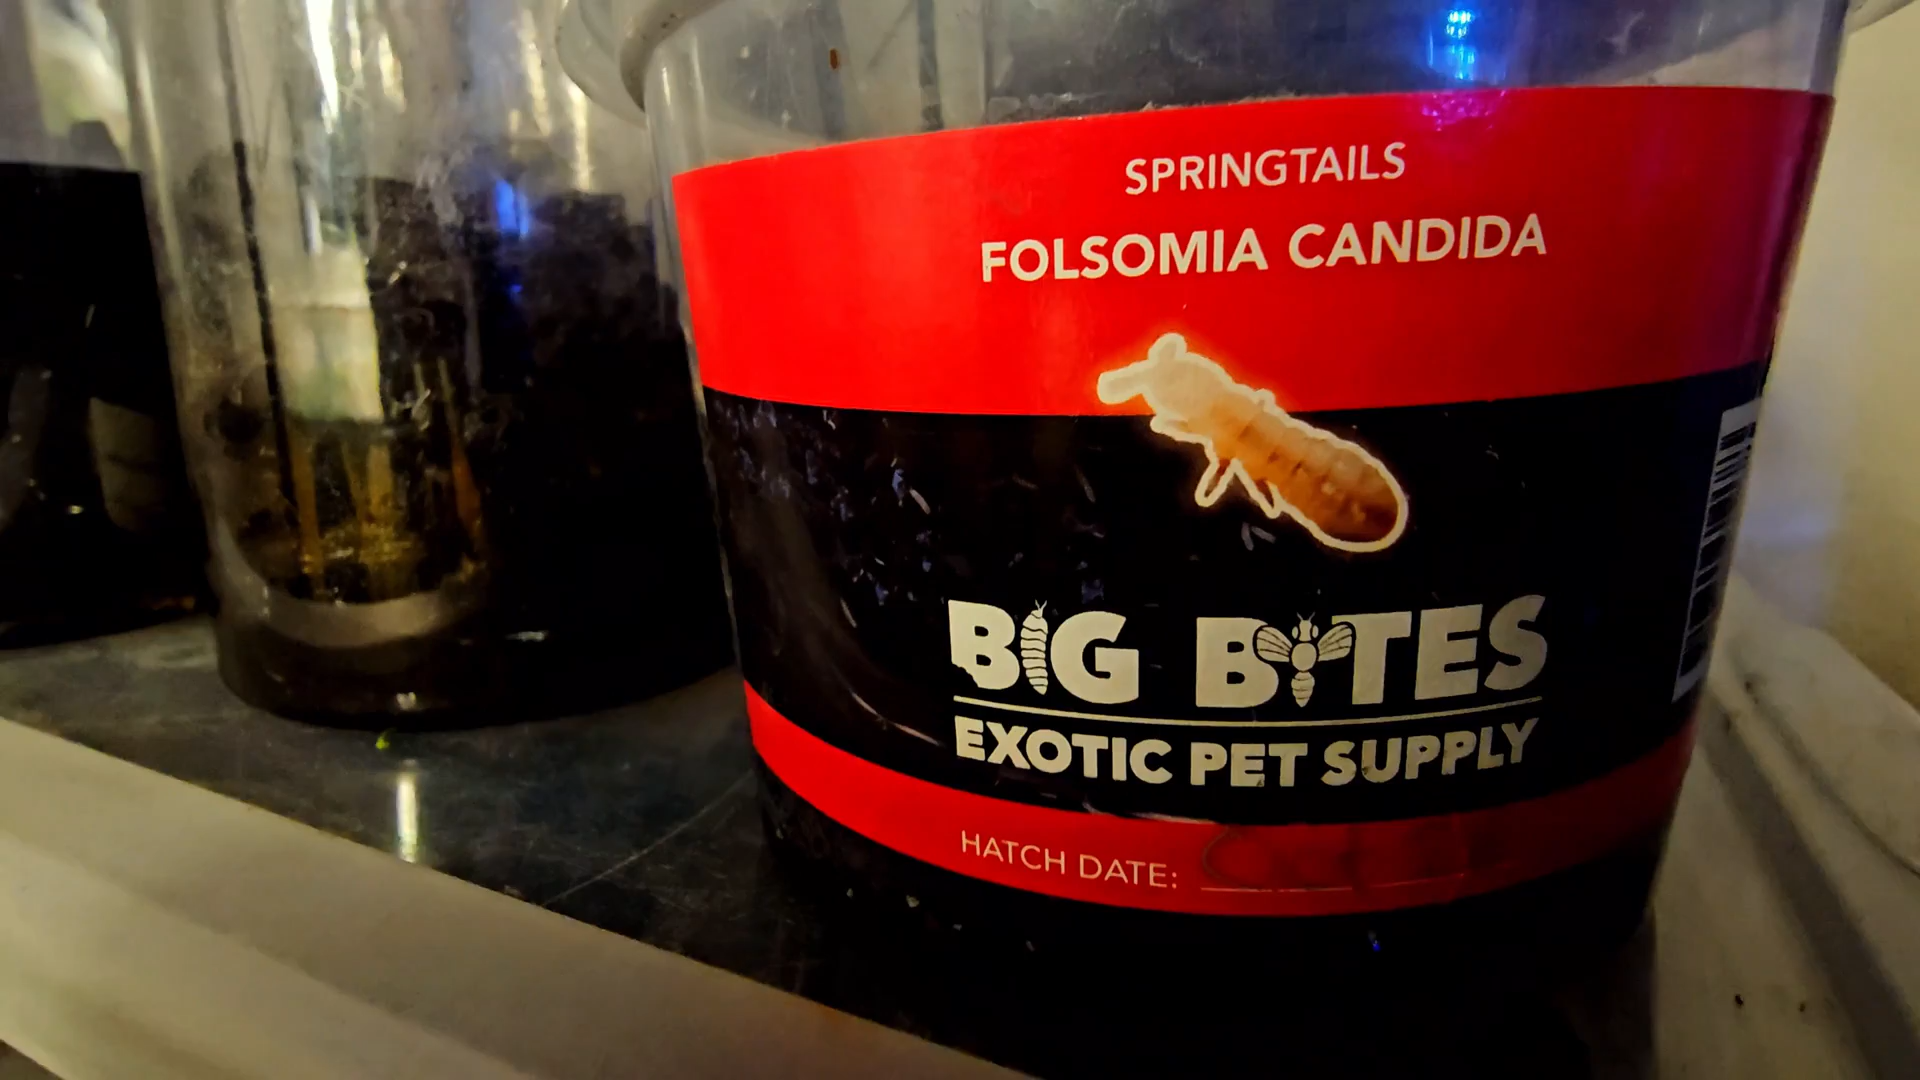 SPRINGTAILS
FOLSOMIA CANDIDA
BIG BITES
EXOTIC PET SUPPLY
HATCH DATE: